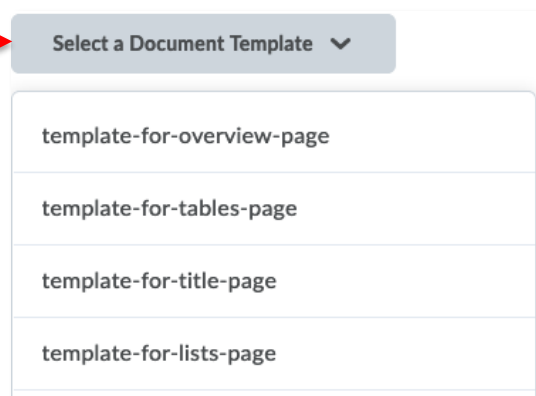 Select a Document Template
template-for-overview-page
template-for-tables-page
template-for-title-page
template-for-lists-page